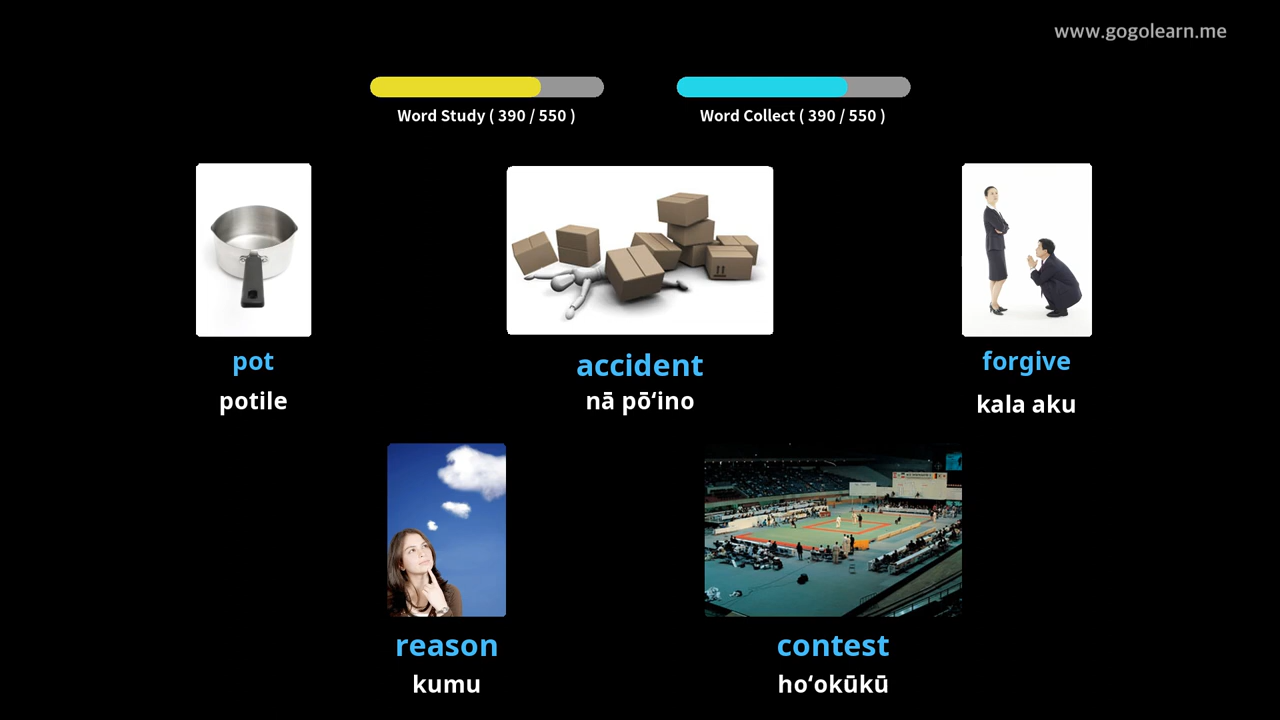 www.gogolearn.me
Word Study ( 390 / 550 )
Word Collect ( 390 / 550 )
pot
potile
accident
nā pōʻino
forgive
kala aku
reason
kumu
contest
hoʻokūkū